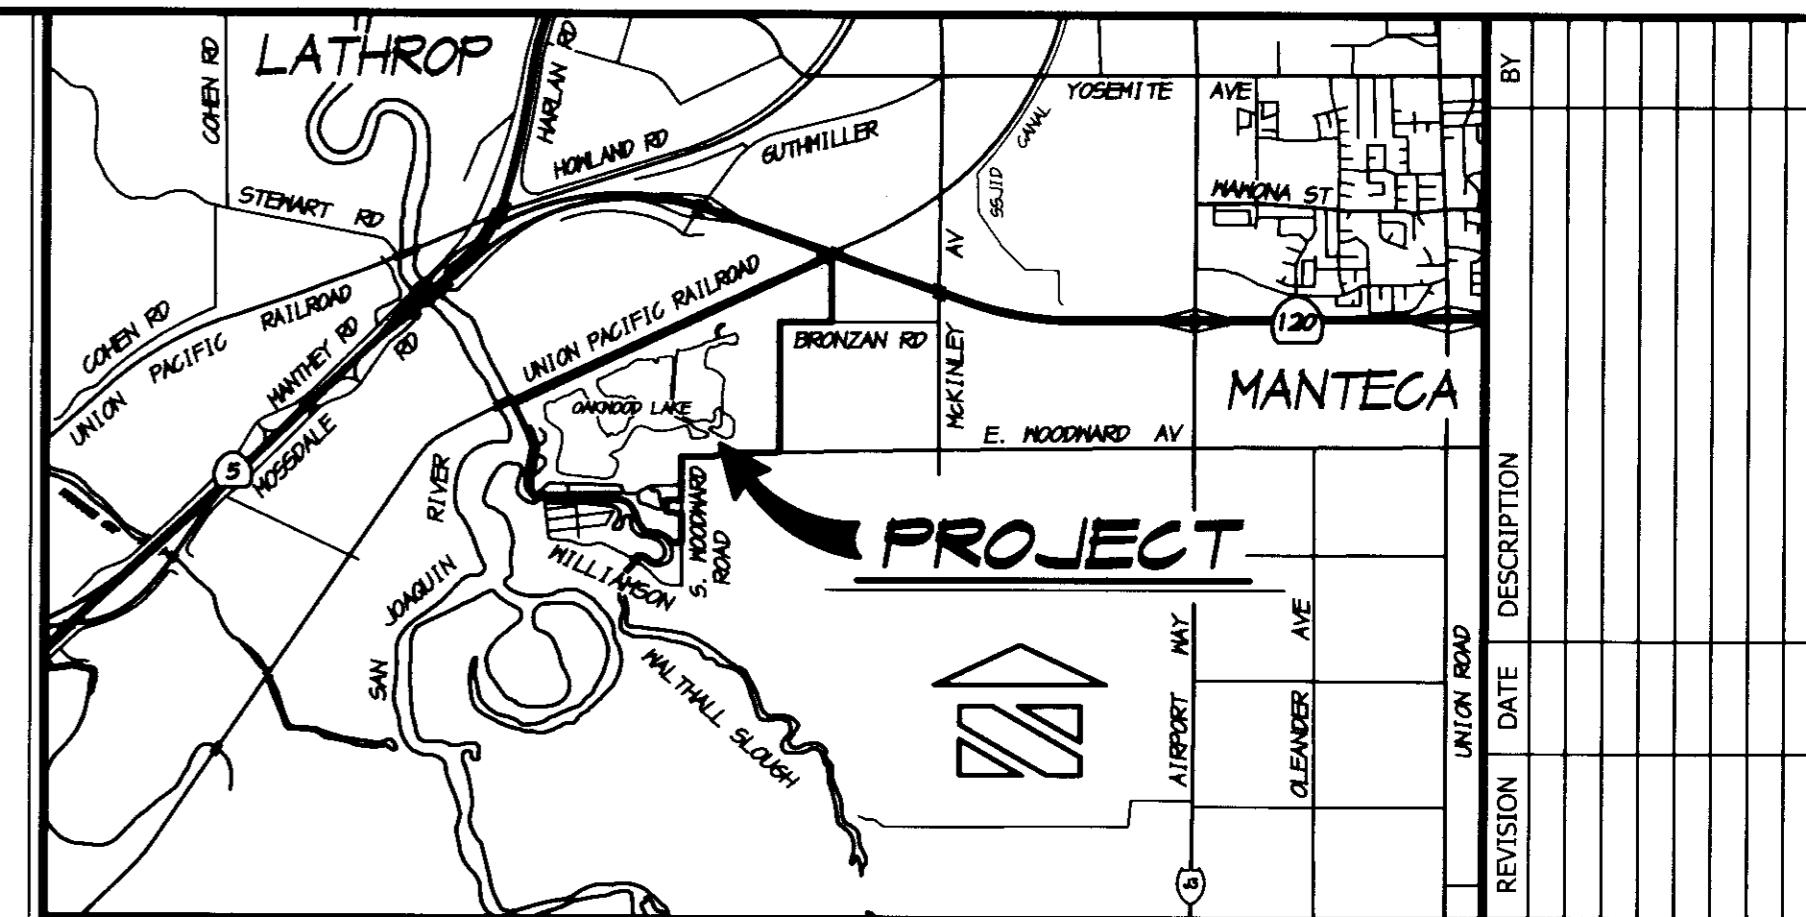 LATHROP
COHEN RD
HARLAN RD
HOWLAND RD
GUTHMILLER
YOSEMITE AVE
SSJID CANAL
WAWONA ST
STEWART RD
COHEN RD
UNION PACIFIC RAILROAD
MANTHEY RD
MOSSDALE RD
5
UNION PACIFIC RAILROAD
OAKWOOD LAKE
BRONZAN RD
McKINLEY AV
120
MANTECA
E. WOODWARD AV
S. WOODWARD ROAD
PROJECT
WILLIAMSON
SAN JOAQUIN RIVER
WALTHALL SLOUGH
AIRPORT WAY
OLEANDER AVE
UNION ROAD
REVISION DATE DESCRIPTION BY